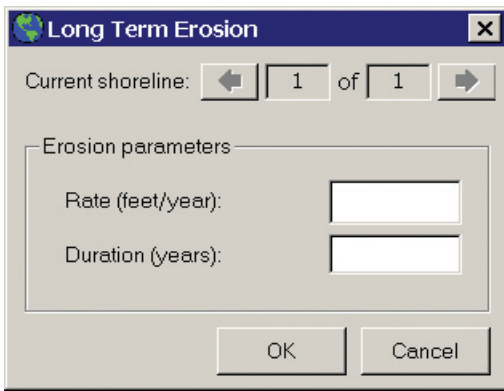 Long Term Erosion
Current shoreline: 1 of 1
Erosion parameters
Rate (feet/year):
Duration (years):
OK Cancel